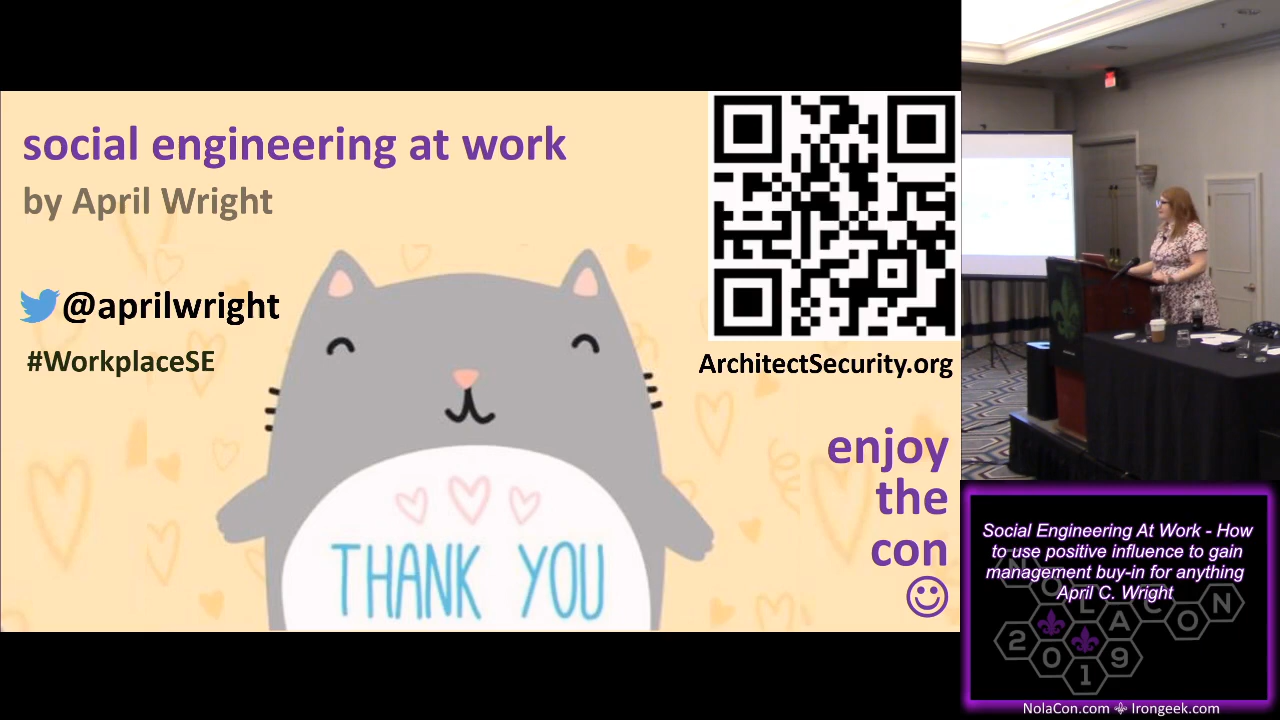 social engineering at work
by April Wright
@aprilwright
#WorkplaceSE
ArchitectSecurity.org
THANK YOU
enjoy
the
con
Social Engineering At Work - How
to use positive influence to gain
management buy-in for anything
April C. Wright
NOLACON
2019
NolaCon.com Irongeek.com